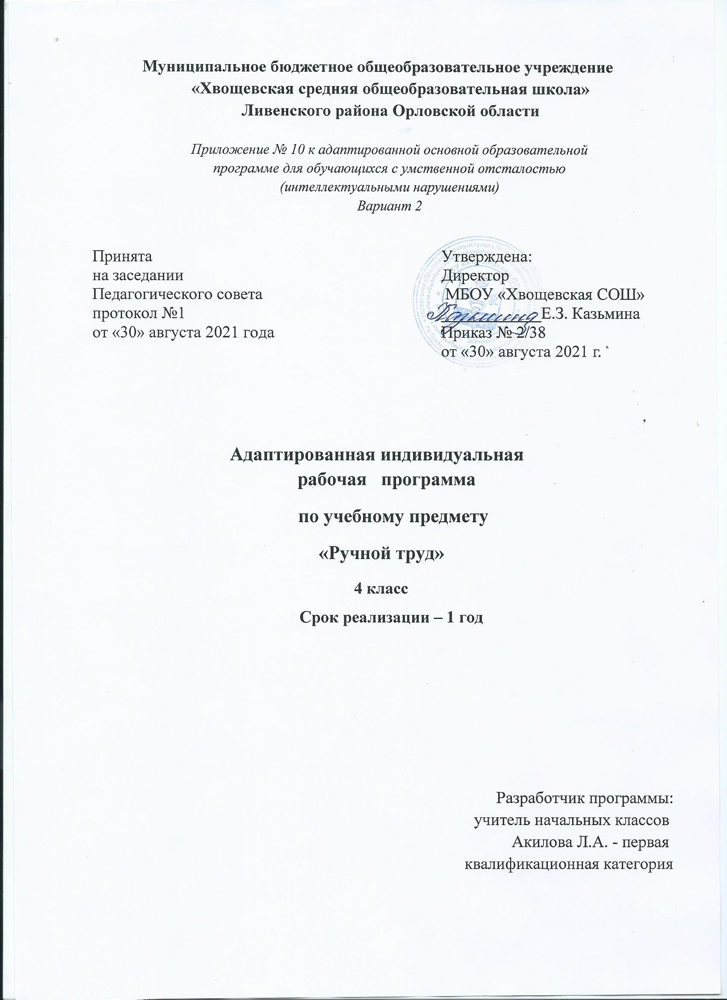 Муниципальное бюджетное общеобразовательное учреждение
«Хвощевская средняя общеобразовательная школа»
Ливенского района Орловской области
Приложение № 10 к адаптированной основной образовательной
программе для обучающихся с умственной отсталостью
(интеллектуальными нарушениями)
Вариант 2
Принята
на заседании
Педагогического совета
протокол №1
от «30» августа 2021 года
Утверждена:
Директор
МБОУ «Хвощевская СОШ»
Е.З. Казьмина
Приказ № 2/38
от «30» августа 2021 г.
Адаптированная индивидуальная
рабочая программа
по учебному предмету
«Ручной труд»
4 класс
Срок реализации – 1 год
Разработчик программы:
учитель начальных классов
Акилова Л.А. - первая
квалификационная категория